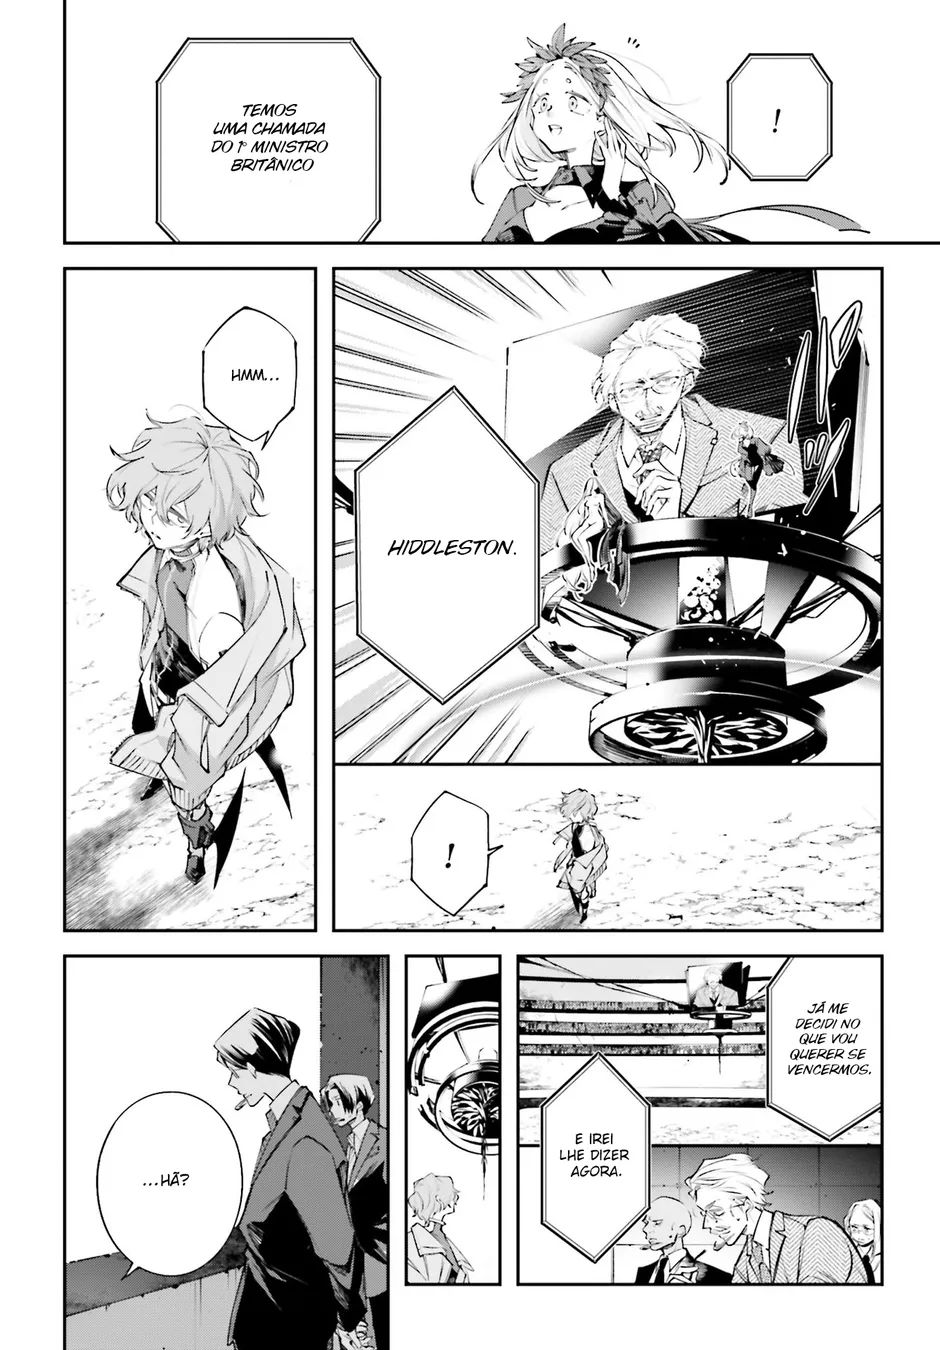 !
TEMOS
UMA CHAMADA
DO 1º MINISTRO
BRITÂNICO
HIDDLESTON.
!
HMM...
JÁ ME
DECIDI NO
QUE VOU
QUERER SE
VENCERMOS.
E IREI
LHE DIZER
AGORA.
...HÃ?